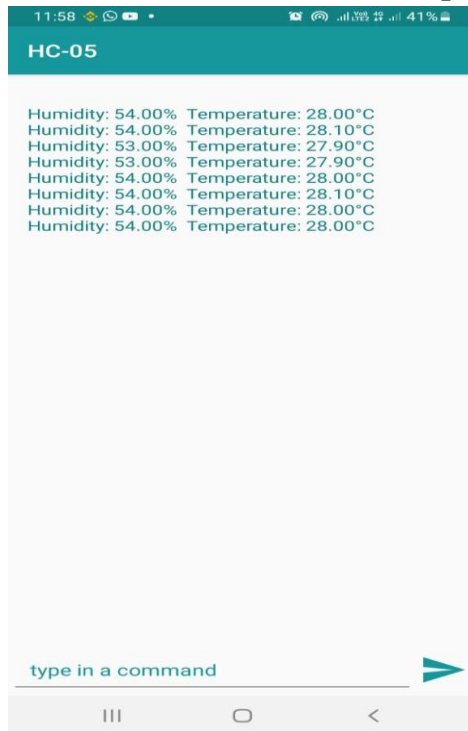 11:58 41%
HC-05
Humidity: 54.00% Temperature: 28.00°C
Humidity: 54.00% Temperature: 28.10°C
Humidity: 53.00% Temperature: 27.90°C
Humidity: 53.00% Temperature: 27.90°C
Humidity: 54.00% Temperature: 28.00°C
Humidity: 54.00% Temperature: 28.10°C
Humidity: 54.00% Temperature: 28.00°C
Humidity: 54.00% Temperature: 28.00°C
type in a command